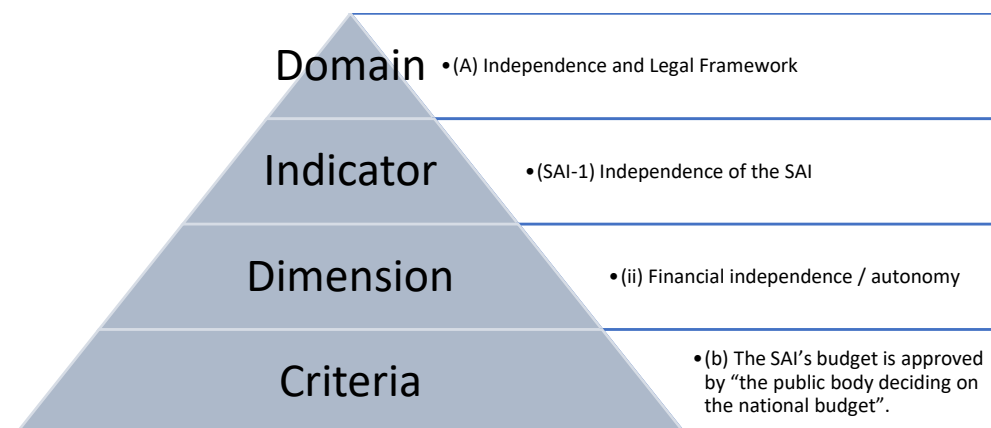 Domain
•(A) Independence and Legal Framework
Indicator
•(SAI-1) Independence of the SAI
Dimension
•(ii) Financial independence / autonomy
Criteria
•(b) The SAI’s budget is approved
by “the public body deciding on
the national budget”.